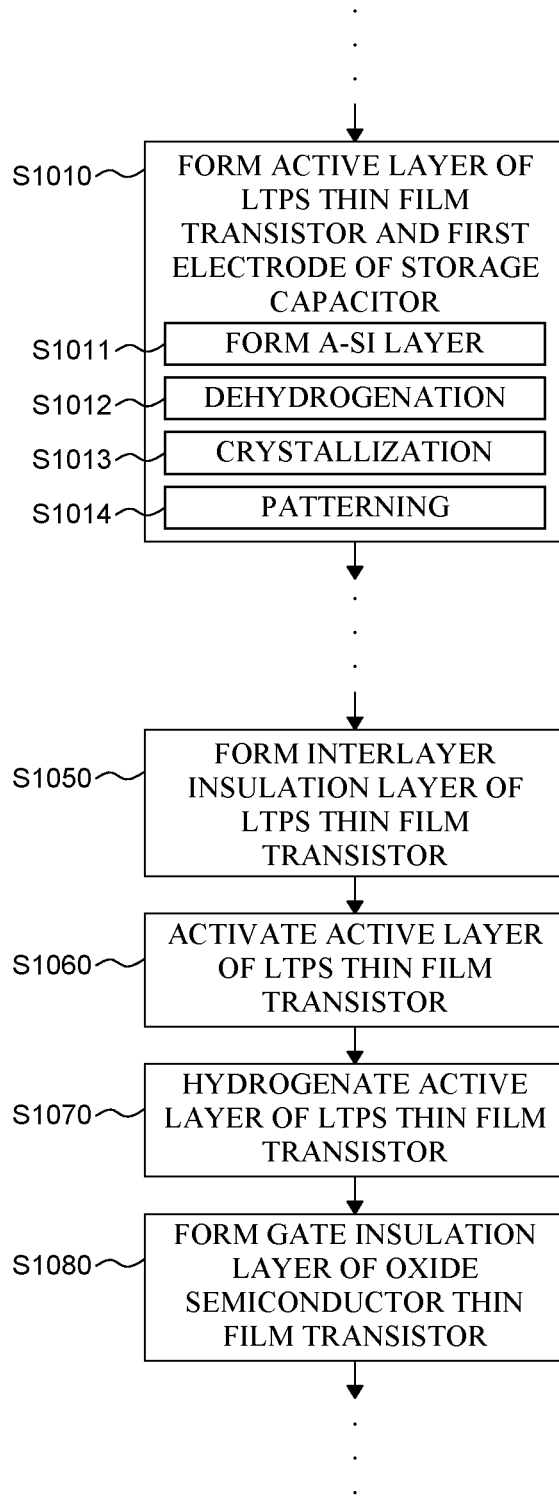 S1010
FORM ACTIVE LAYER OF
LTPS THIN FILM
TRANSISTOR AND FIRST
ELECTRODE OF STORAGE
CAPACITOR
S1011
FORM A-SI LAYER
S1012
DEHYDROGENATION
S1013
CRYSTALLIZATION
S1014
PATTERNING
S1050
FORM INTERLAYER
INSULATION LAYER OF
LTPS THIN FILM
TRANSISTOR
S1060
ACTIVATE ACTIVE LAYER
OF LTPS THIN FILM
TRANSISTOR
S1070
HYDROGENATE ACTIVE
LAYER OF LTPS THIN FILM
TRANSISTOR
S1080
FORM GATE INSULATION
LAYER OF OXIDE
SEMICONDUCTOR THIN
FILM TRANSISTOR